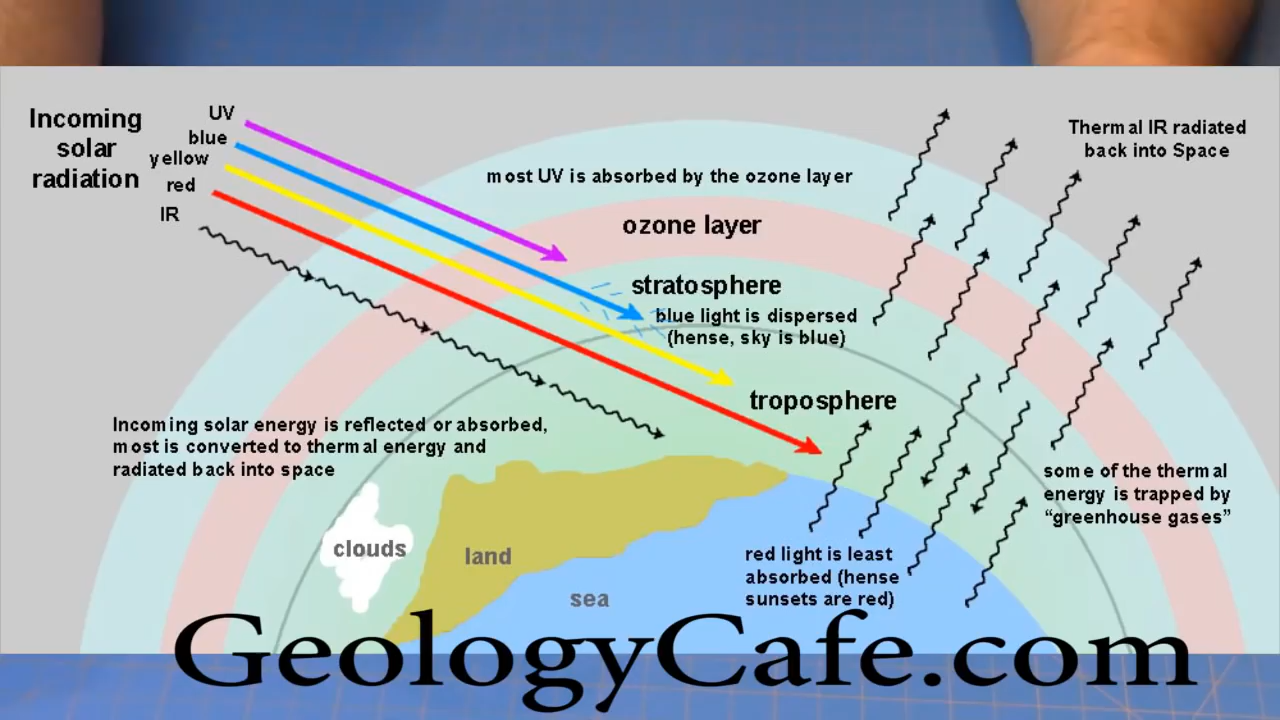 Incoming
solar
radiation
UV
blue
yellow
red
IR
most UV is absorbed by the ozone layer
ozone layer
stratosphere
blue light is dispersed
(hense, sky is blue)
troposphere
Thermal IR radiated
back into Space
Incoming solar energy is reflected or absorbed,
most is converted to thermal energy and
radiated back into space
some of the thermal
energy is trapped by
“greenhouse gases”
clouds
land
sea
red light is least
absorbed (hense
sunsets are red)
GeologyCafe.com